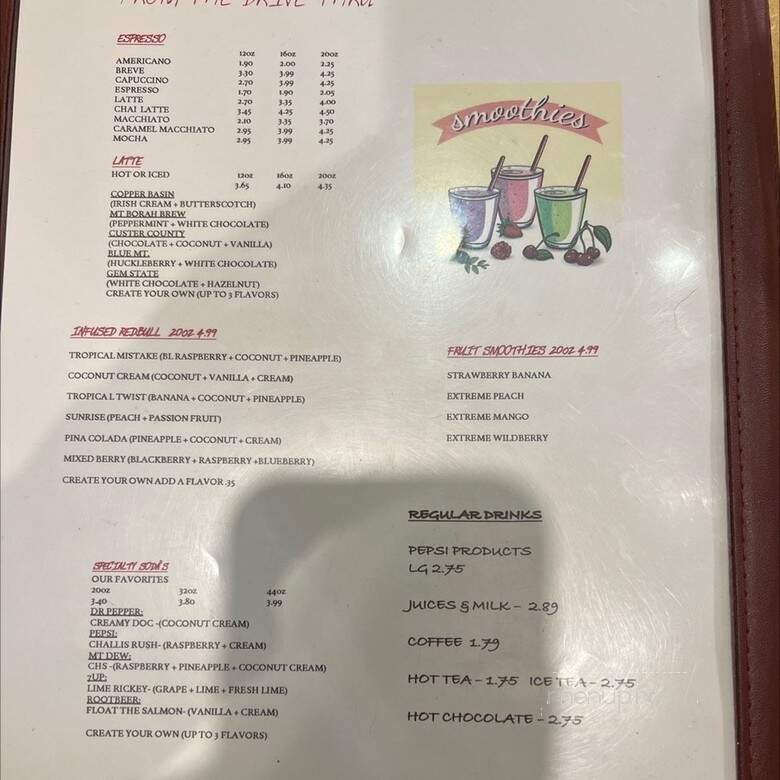 FROM THE DRIVE THRU
ESPRESSO
12oz 16oz 20oz
AMERICANO 1.90 2.00 2.25
BREVE 3.30 3.99 4.25
CAPUCCINO 2.70 3.99 4.25
ESPRESSO 1.70 1.90 2.05
LATTE 2.70 3.35 4.00
CHAI LATTE 3.45 4.25 4.50
MACCHIATO 2.10 3.35 3.70
CARAMEL MACCHIATO 2.95 3.99 4.25
MOCHA 2.95 3.99 4.25
LATTE
HOT OR ICED 12oz 16oz 20oz
3.65 4.10 4.35
COPPER BASIN
(IRISH CREAM + BUTTERSCOTCH)
MT BORAH BREW
(PEPPERMINT + WHITE CHOCOLATE)
CUSTER COUNTY
(CHOCOLATE + COCONUT + VANILLA)
BLUE MT.
(HUCKLEBERRY + WHITE CHOCOLATE)
GEM STATE
(WHITE CHOCOLATE + HAZELNUT)
CREATE YOUR OWN (UP TO 3 FLAVORS)
smoothies
INFUSED REDBULL 20oz 4.99
TROPICAL MISTAKE (BL RASPBERRY + COCONUT + PINEAPPLE)
COCONUT CREAM (COCONUT + VANILLA + CREAM)
TROPICAL TWIST (BANANA + COCONUT + PINEAPPLE)
SUNRISE (PEACH + PASSION FRUIT)
PINA COLADA (PINEAPPLE + COCONUT + CREAM)
MIXED BERRY (BLACKBERRY + RASPBERRY +BLUEBERRY)
CREATE YOUR OWN ADD A FLAVOR .35
FRUIT SMOOTHIES 20oz 4.99
STRAWBERRY BANANA
EXTREME PEACH
EXTREME MANGO
EXTREME WILDBERRY
SPECIALTY SODA'S
OUR FAVORITES
20oz 32oz 44oz
3.40 3.80 3.99
DR PEPPER:
CREAMY DOC -(COCONUT CREAM)
PEPSI:
CHALLIS RUSH- (RASPBERRY + CREAM)
MT DEW:
CHS -(RASPBERRY + PINEAPPLE + COCONUT CREAM)
7UP:
LIME RICKEY- (GRAPE + LIME + FRESH LIME)
ROOTBEER:
FLOAT THE SALMON- (VANILLA + CREAM)
CREATE YOUR OWN (UP TO 3 FLAVORS)
REGULAR DRINKS
PEPSI PRODUCTS
LG 2.75
JUICES & MILK - 2.89
COFFEE 1.79
HOT TEA - 1.75 ICE TEA - 2.75
HOT CHOCOLATE - 2.75